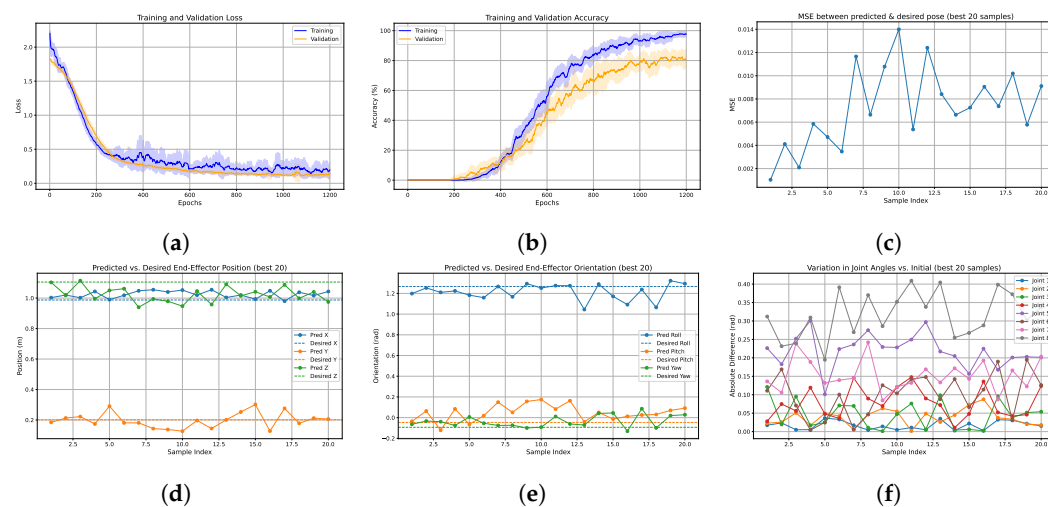 Training and Validation Loss
Training
Validation
2.0
1.5
1.0
0.5
0.0
Loss
0
200
400
600
800
1000
1200
Epochs
(a)
Training and Validation Accuracy
Training
Validation
100
80
60
40
20
0
Accuracy (%)
0
200
400
600
800
1000
1200
Epochs
(b)
MSE between predicted & desired pose (best 20 samples)
0.014
0.012
0.010
0.008
0.006
0.004
0.002
MSE
2.5
5.0
7.5
10.0
12.5
15.0
17.5
20.0
Sample Index
(c)
Predicted vs. Desired End-Effector Position (best 20)
1.0
0.8
0.6
0.4
0.2
Position (m)
Pred X
Desired X
Pred Y
Desired Y
Pred Z
Desired Z
2.5
5.0
7.5
10.0
12.5
15.0
17.5
20.0
Sample Index
(d)
Predicted vs. Desired End-Effector Orientation (best 20)
1.2
1.0
0.8
0.6
0.4
0.2
0.0
−0.2
Orientation (rad)
Pred Roll
Desired Roll
Pred Pitch
Desired Pitch
Pred Yaw
Desired Yaw
2.5
5.0
7.5
10.0
12.5
15.0
17.5
20.0
Sample Index
(e)
Variation in Joint Angles vs. Initial (best 20 samples)
0.40
0.35
0.30
0.25
0.20
0.15
0.10
0.05
0.00
Absolute Difference (rad)
Joint
Joint
Joint
Joint
Joint
Joint
Joint
Joint
2.5
5.0
7.5
10.0
12.5
15.0
17.5
20.0
Sample Index
(f)